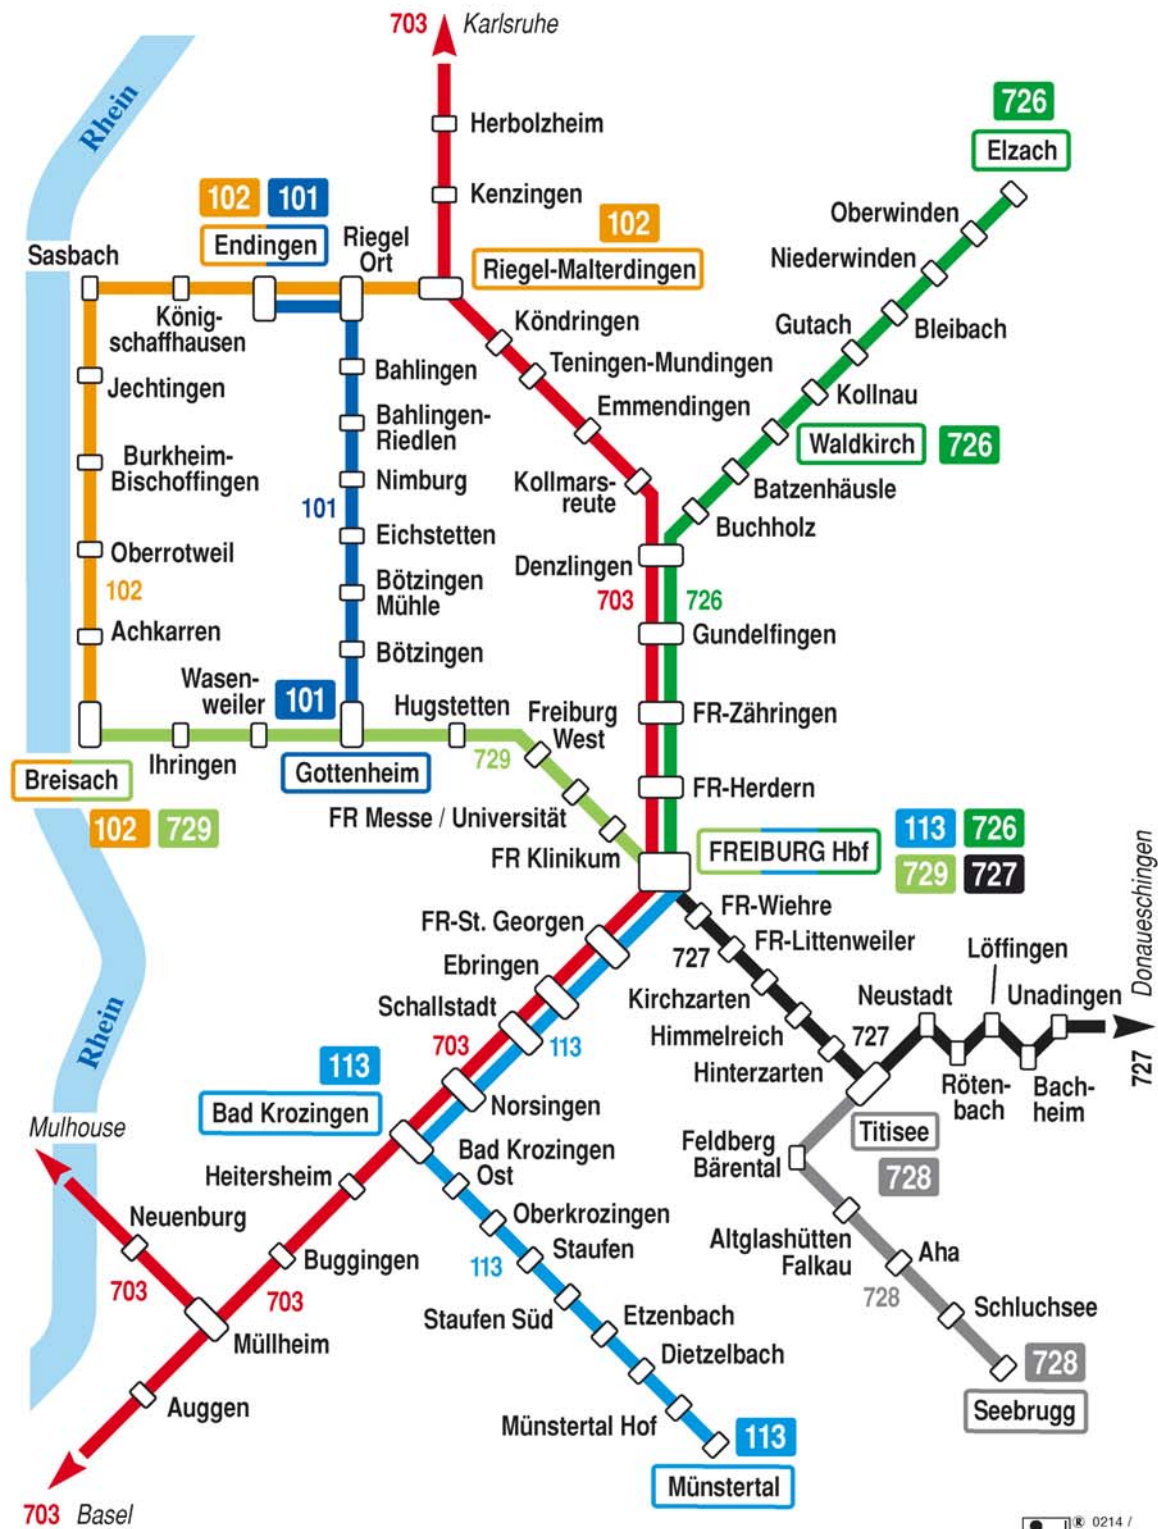 703 Karlsruhe
Rhein
Herbolzheim
Kenzingen
726
Elzach
Oberwinden
Niederwinden
Gutach
Bleibach
Kollnau
Waldkirch 726
Batzenhäusle
Buchholz
102 101
Endingen
Riegel
Ort
102
Riegel-Malterdingen
Sasbach
König-
schaffhausen
Jechtingen
Burkheim-
Bischoffingen
Oberrotweil
102
Achkarren
Bahlingen
Bahlingen-
Riedlen
Nimburg
101
Eichstetten
Bötzingen
Mühle
Bötzingen
Köndringen
Teningen-Mundingen
Emmendingen
Kollmars-
reute
Denzlingen
703 726
Gundelfingen
FR-Zähringen
FR-Herdern
Wasen-
weiler
101
Hugstetten
Freiburg
West
729
Breisach
102 729
Ihringen
Gottenheim
FR Messe / Universität
FR Klinikum
FREIBURG Hbf
113 726
729 727
FR-Wiehre
FR-Littenweiler
727
Kirchzarten
Himmelreich
Hinterzarten
727
Neustadt
Löffingen
Unadingen
Donaueschingen
727
Röten-
bach
Bach-
heim
Titisee
728
Feldberg
Bärental
Altglashütten
Falkau
Aha
728
Schluchsee
728
Seebrugg
FR-St. Georgen
Ebringen
Schallstadt
703 113
Norsingen
113
Bad Krozingen
Rhein
Mulhouse
Heitersheim
Neuenburg
703
Buggingen
703
Müllheim
Auggen
703 Basel
Bad Krozingen
Ost
Oberkrozingen
Staufen
113
Staufen Süd
Etzenbach
Dietzelbach
Münstertal Hof
113
Münstertal
® 0214 /